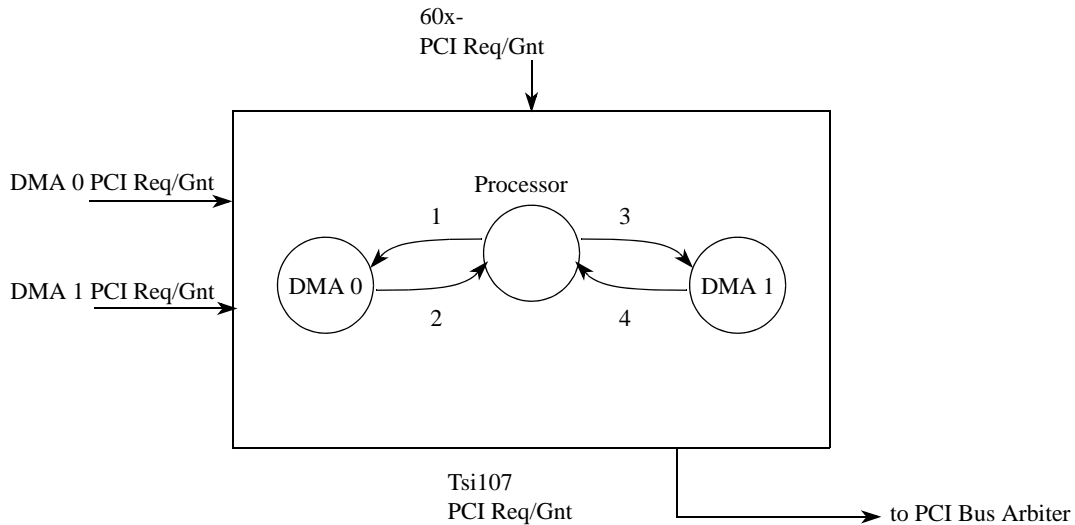 60x-
PCI Req/Gnt
DMA 0 PCI Req/Gnt
Processor
1
3
DMA 1 PCI Req/Gnt
DMA 0
DMA 1
2
4
Tsi107
PCI Req/Gnt
to PCI Bus Arbiter